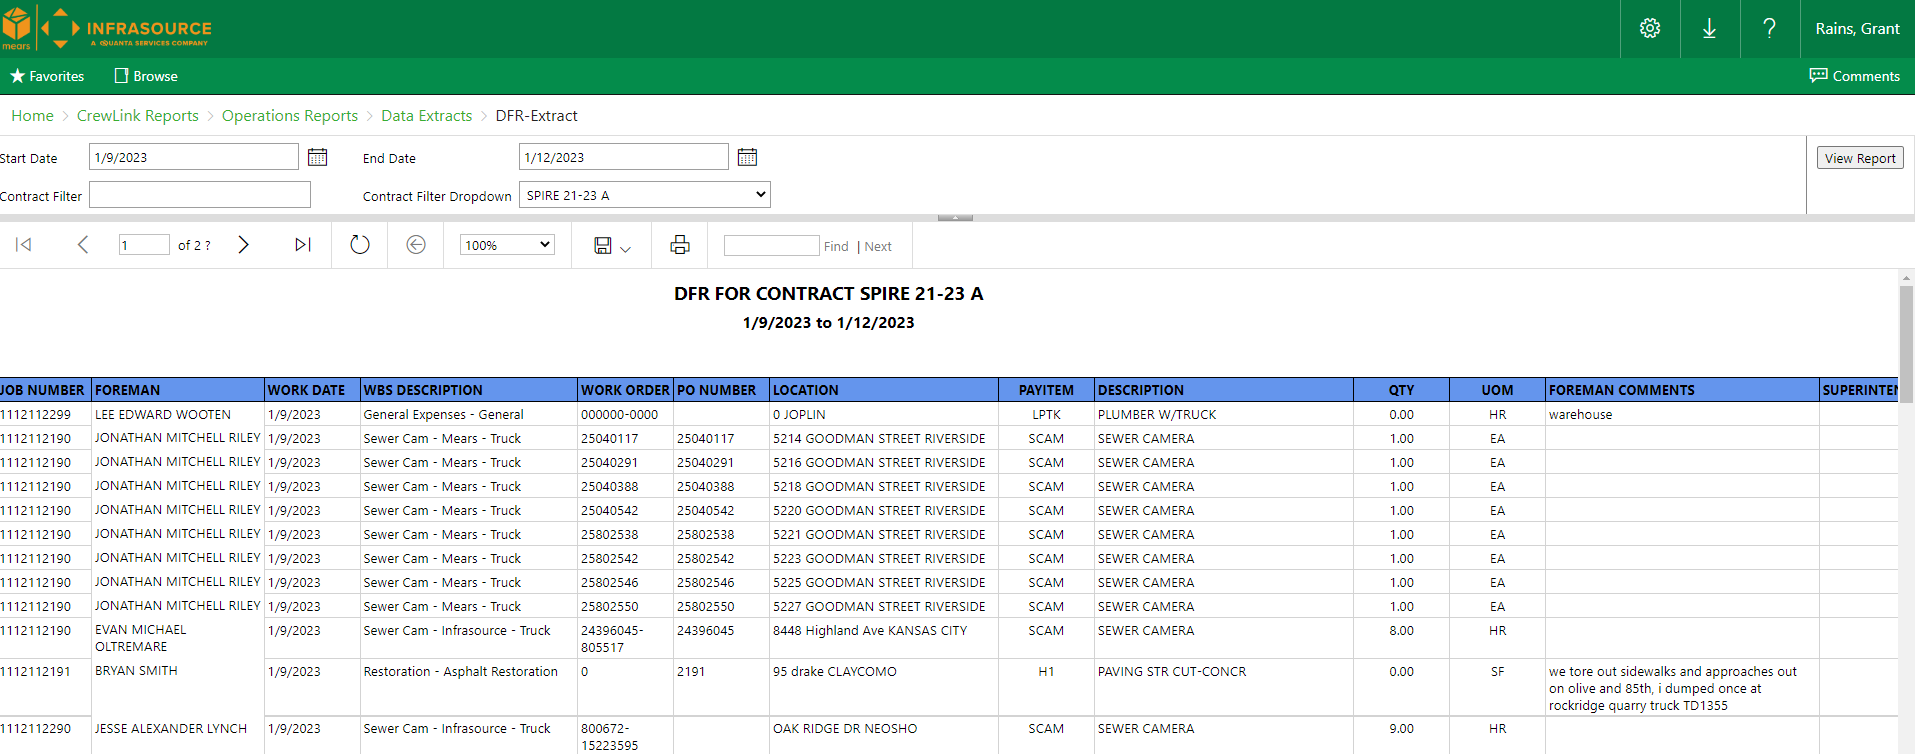 mears INFRASOURCE
A QUANTA SERVICES COMPANY
? Rains, Grant
Favorites Browse Comments
Home > CrewLink Reports > Operations Reports > Data Extracts > DFR-Extract
Start Date 1/9/2023 End Date 1/12/2023 View Report
Contract Filter Contract Filter Dropdown SPIRE 21-23 A
1 of 2 ? 100% Find | Next
DFR FOR CONTRACT SPIRE 21-23 A
1/9/2023 to 1/12/2023
JOB NUMBER FOREMAN WORK DATE WBS DESCRIPTION WORK ORDER PO NUMBER LOCATION PAYITEM DESCRIPTION QTY UOM FOREMAN COMMENTS SUPERINTEN
1112112299 LEE EDWARD WOOTEN 1/9/2023 General Expenses - General 000000-0000 0 JOPLIN LPTK PLUMBER W/TRUCK 0.00 HR warehouse
1112112190 JONATHAN MITCHELL RILEY 1/9/2023 Sewer Cam - Mears - Truck 25040117 25040117 5214 GOODMAN STREET RIVERSIDE SCAM SEWER CAMERA 1.00 EA
1112112190 JONATHAN MITCHELL RILEY 1/9/2023 Sewer Cam - Mears - Truck 25040291 25040291 5216 GOODMAN STREET RIVERSIDE SCAM SEWER CAMERA 1.00 EA
1112112190 JONATHAN MITCHELL RILEY 1/9/2023 Sewer Cam - Mears - Truck 25040388 25040388 5218 GOODMAN STREET RIVERSIDE SCAM SEWER CAMERA 1.00 EA
1112112190 JONATHAN MITCHELL RILEY 1/9/2023 Sewer Cam - Mears - Truck 25040542 25040542 5220 GOODMAN STREET RIVERSIDE SCAM SEWER CAMERA 1.00 EA
1112112190 JONATHAN MITCHELL RILEY 1/9/2023 Sewer Cam - Mears - Truck 25802538 25802538 5221 GOODMAN STREET RIVERSIDE SCAM SEWER CAMERA 1.00 EA
1112112190 JONATHAN MITCHELL RILEY 1/9/2023 Sewer Cam - Mears - Truck 25802542 25802542 5223 GOODMAN STREET RIVERSIDE SCAM SEWER CAMERA 1.00 EA
1112112190 JONATHAN MITCHELL RILEY 1/9/2023 Sewer Cam - Mears - Truck 25802546 25802546 5225 GOODMAN STREET RIVERSIDE SCAM SEWER CAMERA 1.00 EA
1112112190 JONATHAN MITCHELL RILEY 1/9/2023 Sewer Cam - Mears - Truck 25802550 25802550 5227 GOODMAN STREET RIVERSIDE SCAM SEWER CAMERA 1.00 EA
1112112190 EVAN MICHAEL 1/9/2023 Sewer Cam - Infrasource - Truck 24396045- 24396045 8448 Highland Ave KANSAS CITY SCAM SEWER CAMERA 8.00 HR
OLTREMARE 805517
1112112191 BRYAN SMITH 1/9/2023 Restoration - Asphalt Restoration 0 2191 95 drake CLAYCOMO H1 PAVING STR CUT-CONCR 0.00 SF we tore out sidewalks and approaches out
on olive and 85th, i dumped once at
rockridge quarry truck TD1355
1112112290 JESSE ALEXANDER LYNCH 1/9/2023 Sewer Cam - Infrasource - Truck 800672- OAK RIDGE DR NEOSHO SCAM SEWER CAMERA 9.00 HR
15223595